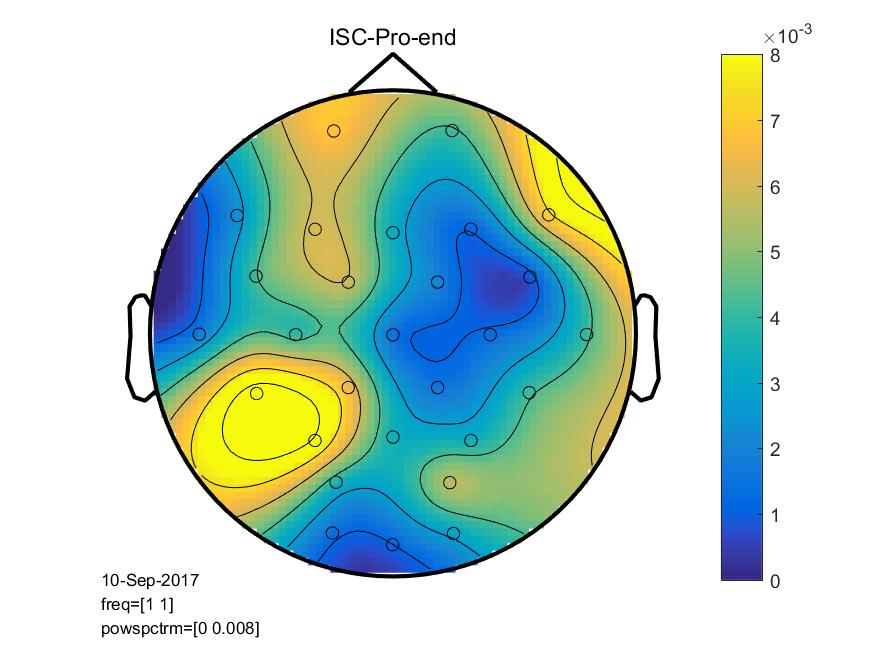 ISC-Pro-end
×10⁻³
8
7
6
5
4
3
2
1
0
10-Sep-2017
freq=[1 1]
powspctrm=[0 0.008]